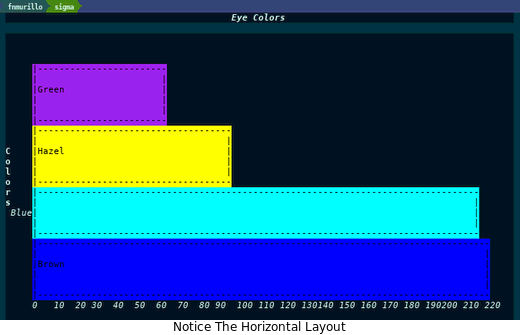 fnmurillo sigma
Eye Colors
Green
Hazel
Colors
Blue
Brown
0 10 20 30 40 50 60 70 80 90 100 110 120 130140 150 160 170 180 190200 210 220
Notice The Horizontal Layout